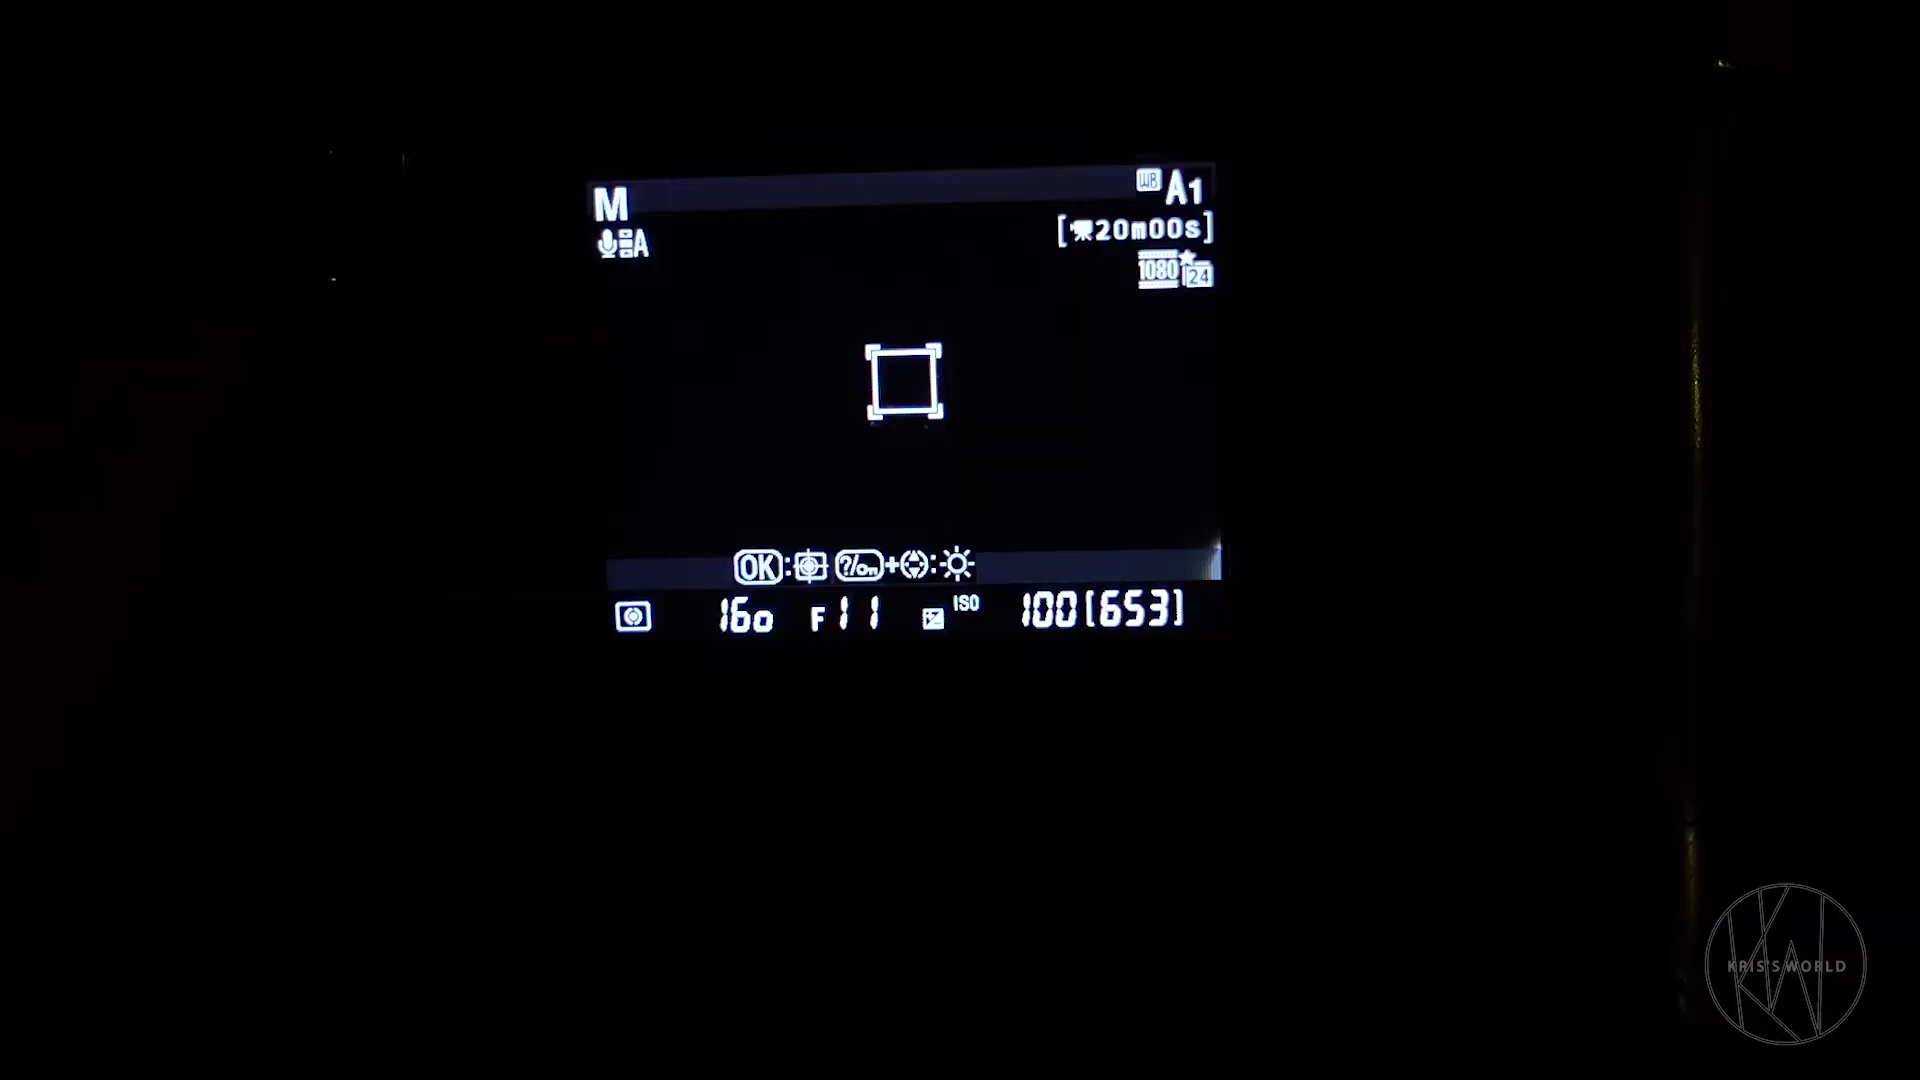 M
WB A1
A
[20m00s]
1080 ★ 24
OK : ?/ + :
160 F11 ISO 100[653]
KRIS'S WORLD